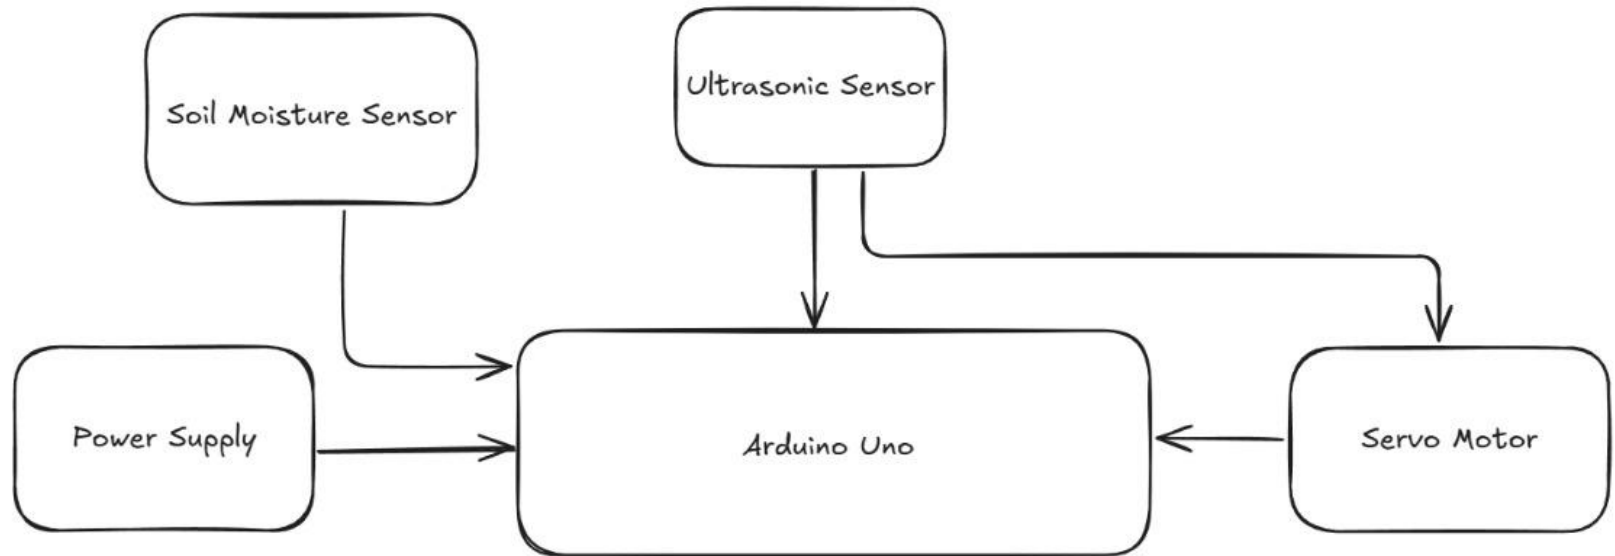 Soil Moisture Sensor
Ultrasonic Sensor
Power Supply
Arduino Uno
Servo Motor